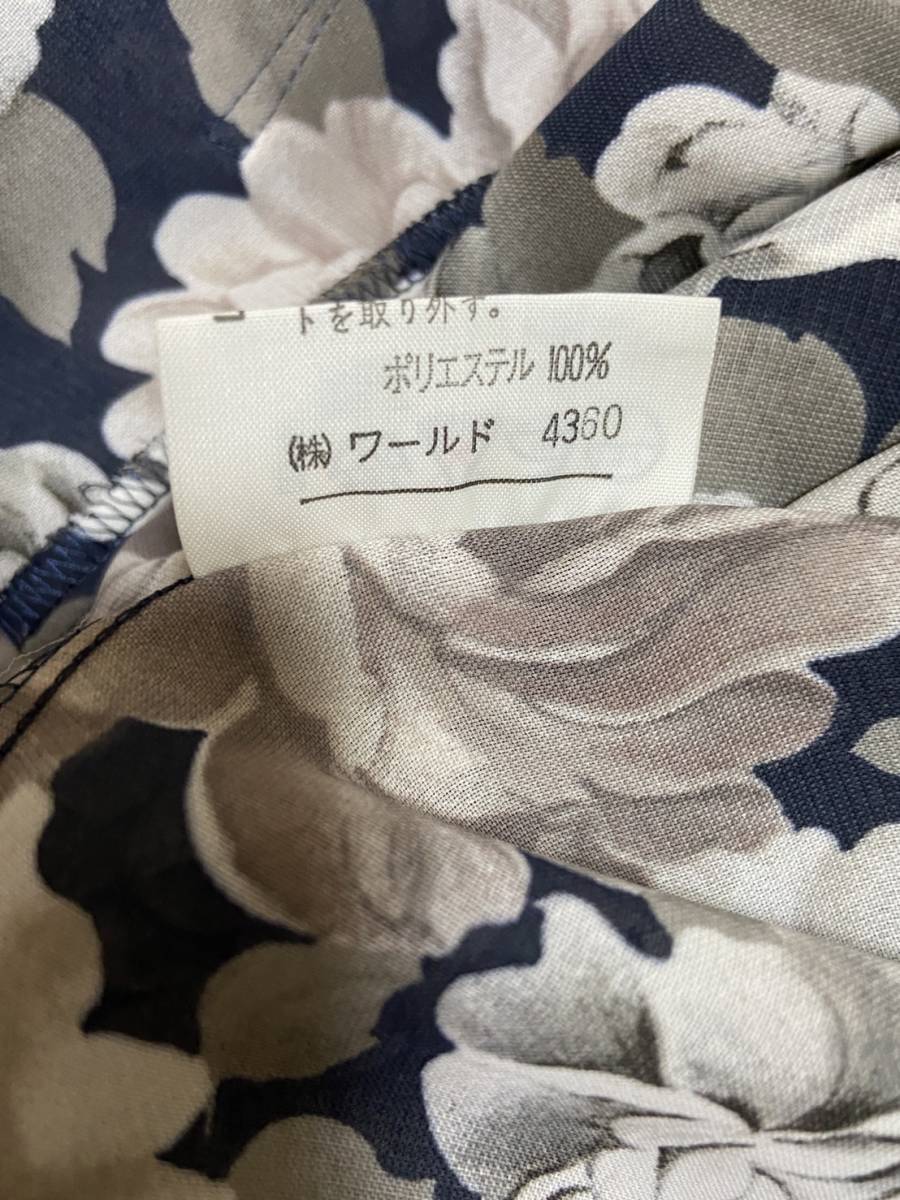 トを取り外す。
ポリエステル 100%
(株) ワールド 4360